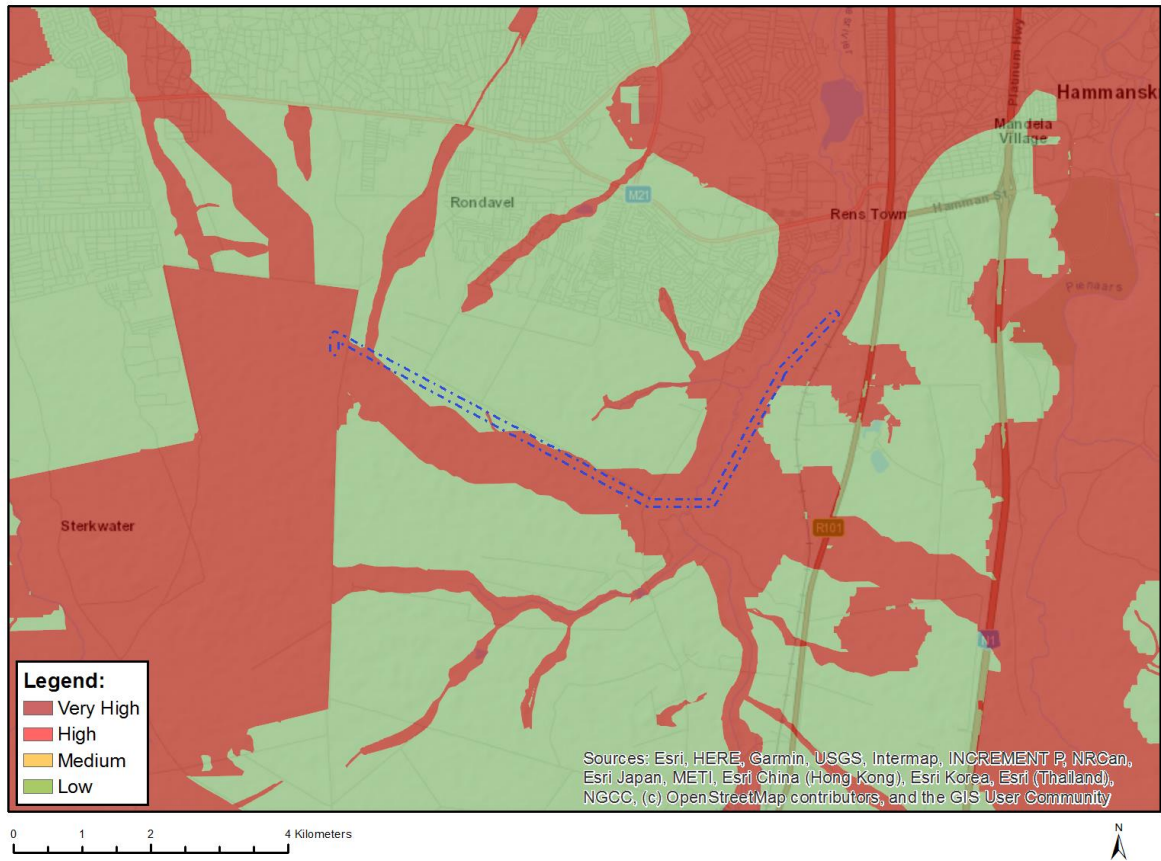 Platinum Hwy
Hammansk
Mandela
Village
Rondavel
M21
Rens Town
Hamman St
Pienaars
Sterkwater
R101
N1
Legend:
Very High
High
Medium
Low
Sources: Esri, HERE, Garmin, USGS, Intermap, INCREMENT P, NRCan,
Esri Japan, METI, Esri China (Hong Kong), Esri Korea, Esri (Thailand),
NGCC, (c) OpenStreetMap contributors, and the GIS User Community
0 1 2 4 Kilometers
N